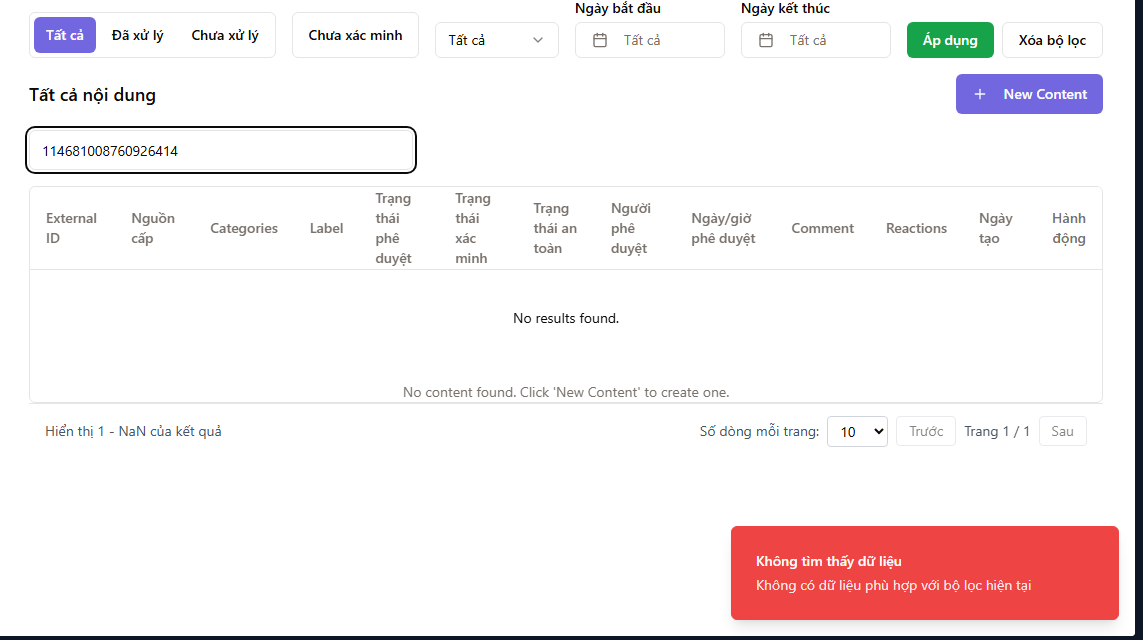 Ngày bắt đầu
Ngày kết thúc
Tất cả
Đã xử lý
Chưa xử lý
Chưa xác minh
Tất cả
Tất cả
Tất cả
Áp dụng
Xóa bộ lọc
Tất cả nội dung
+ New Content
114681008760926414
External
ID
Nguồn
cấp
Categories
Label
Trạng
thái
phê
duyệt
Trạng
thái
xác
minh
Trạng
thái an
toàn
Người
phê
duyệt
Ngày/giờ
phê duyệt
Comment
Reactions
Ngày
tạo
Hành
động
No results found.
No content found. Click 'New Content' to create one.
Hiển thị 1 - NaN của kết quả
Số dòng mỗi trang:
10
Trước
Trang 1 / 1
Sau
Không tìm thấy dữ liệu
Không có dữ liệu phù hợp với bộ lọc hiện tại